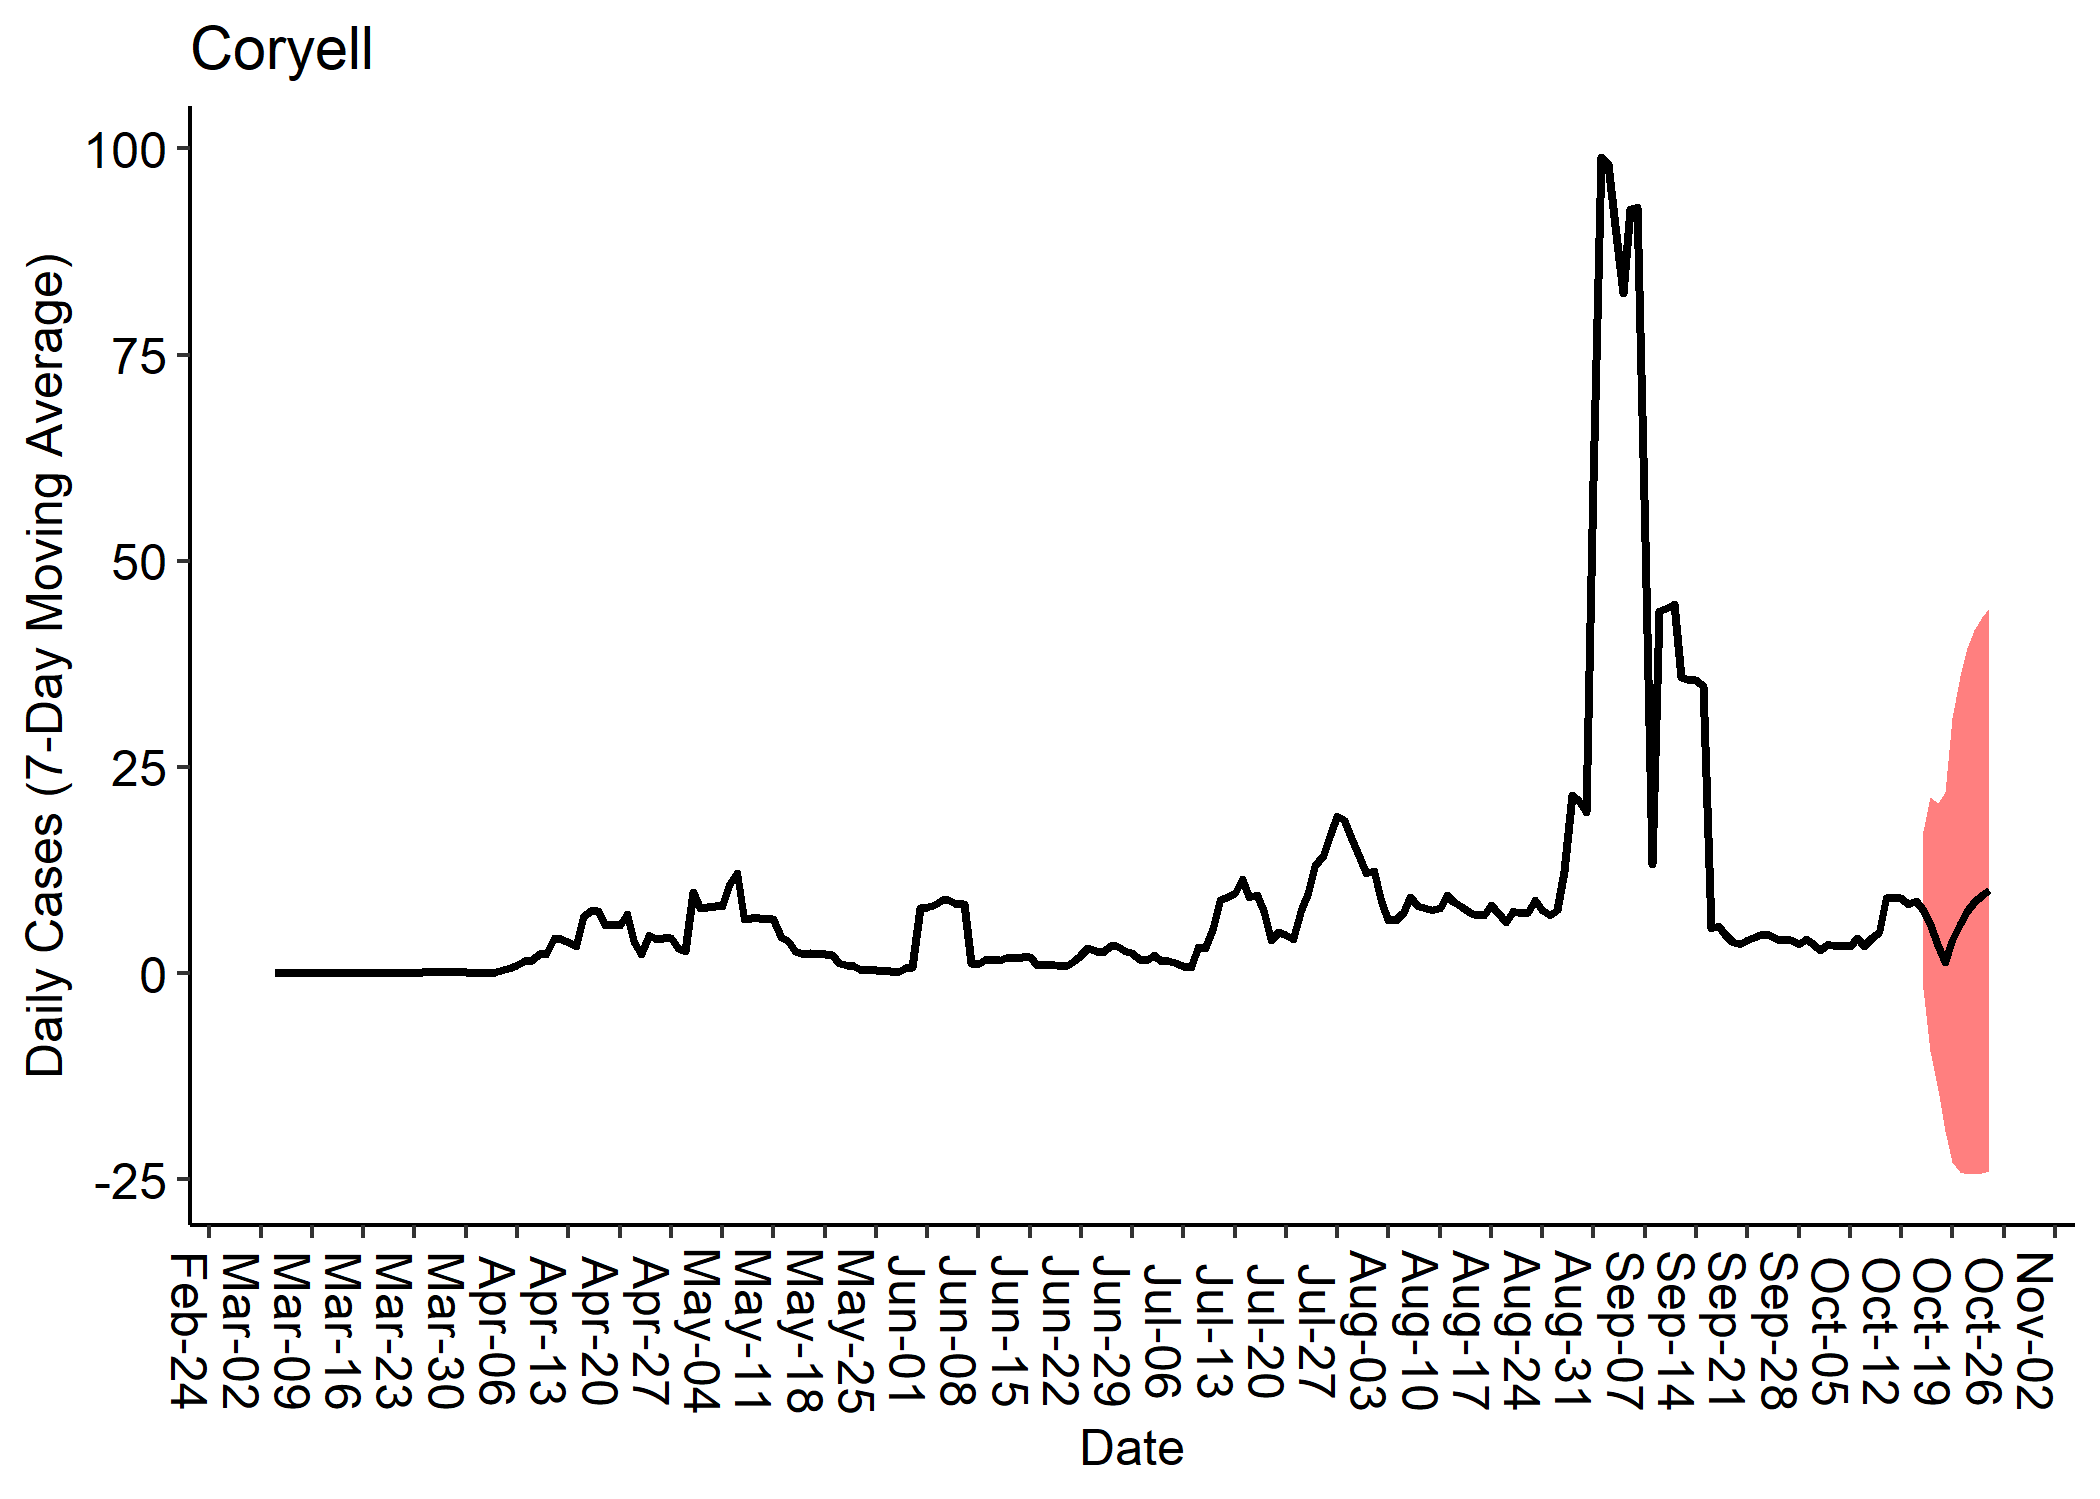 Coryell
Daily Cases (7-Day Moving Average)
100
75
50
25
0
-25
Feb-24
Mar-02
Mar-09
Mar-16
Mar-23
Mar-30
Apr-06
Apr-13
Apr-20
Apr-27
May-04
May-11
May-18
May-25
Jun-01
Jun-08
Jun-15
Jun-22
Jun-29
Jul-06
Jul-13
Jul-20
Jul-27
Aug-03
Aug-10
Aug-17
Aug-24
Aug-31
Sep-07
Sep-14
Sep-21
Sep-28
Oct-05
Oct-12
Oct-19
Oct-26
Nov-02
Date